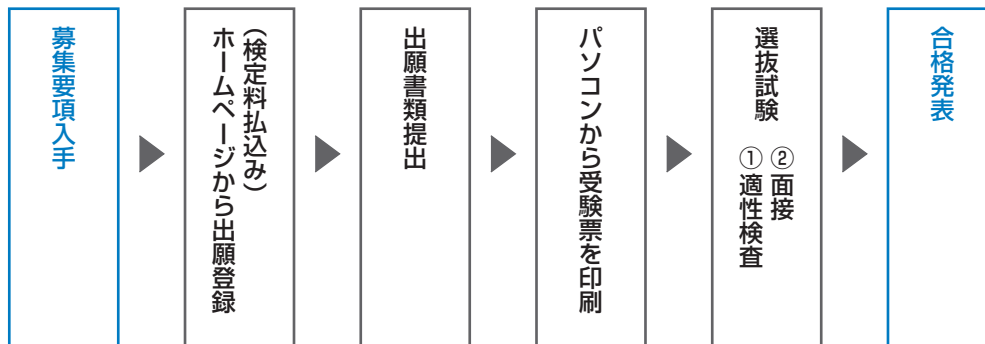 募集要項入手
ホームページから出願登録
（検定料払込み）
出願書類提出
パソコンから受験票を印刷
選抜試験
①適性検査
②面接
合格発表